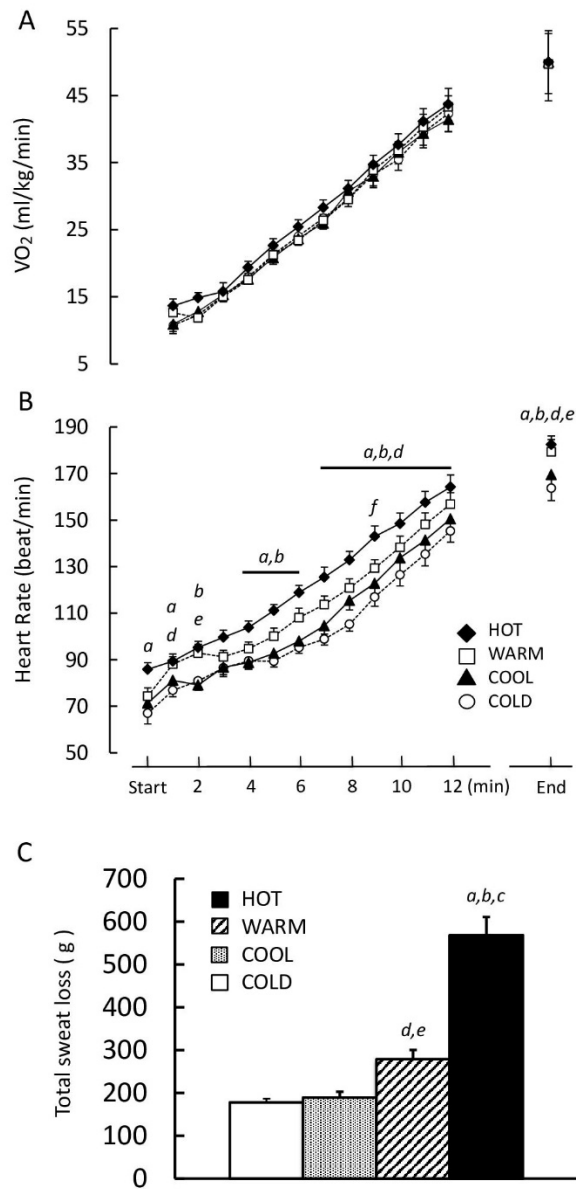 A
55
45
35
25
15
5
VO2 (ml/kg/min)
B
190
170
150
130
110
90
70
50
Heart Rate (beat/min)
a
a
d
b
e
a,b
a,b,d
f
a,b,d,e
HOT
WARM
COOL
COLD
Start 2 4 6 8 10 12 (min) End
C
700
600
500
400
300
200
100
0
Total sweat loss ( g )
HOT
WARM
COOL
COLD
d,e
a,b,c